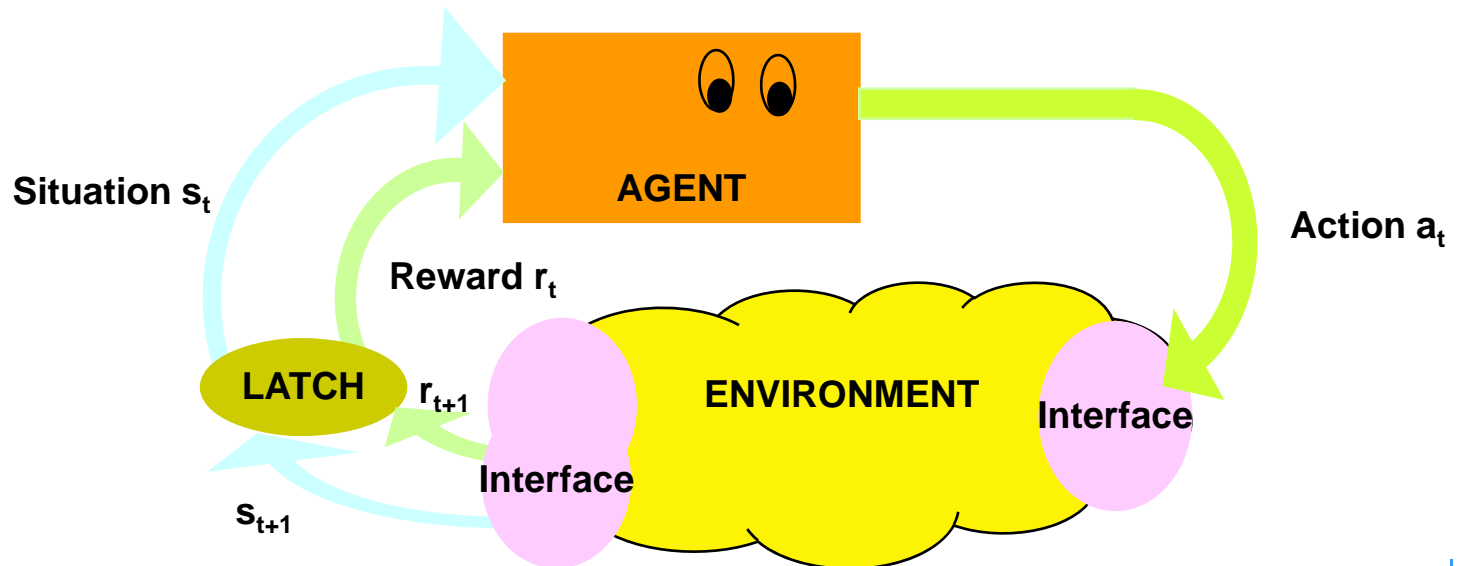 AGENT
Situation sₜ
Action aₜ
Reward rₜ
LATCH
rₜ₊₁
ENVIRONMENT
Interface
Interface
sₜ₊₁